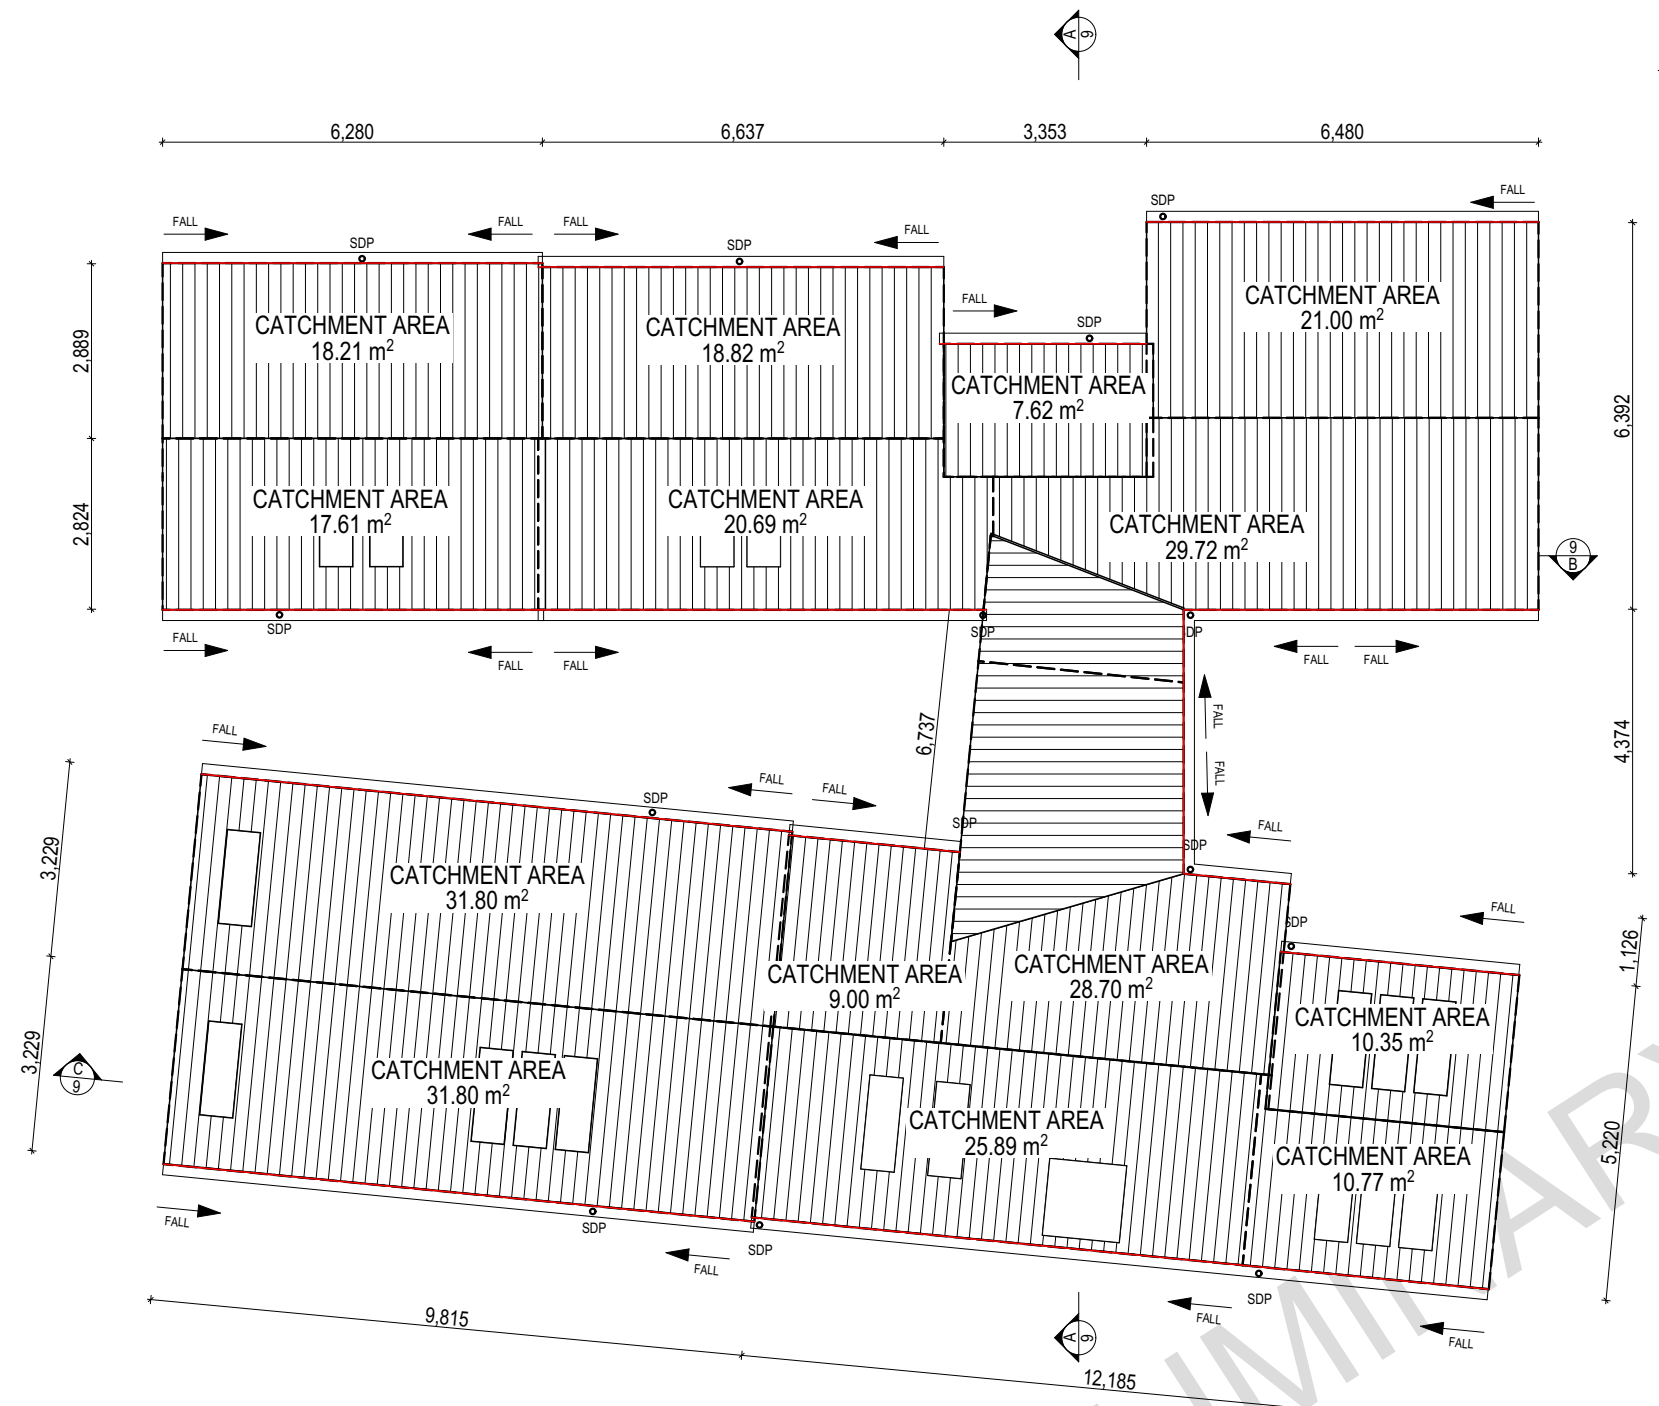 A
9
6,280
6,637
3,353
6,480
SDP
FALL
FALL
FALL
FALL
FALL
SDP
SDP
FALL
SDP
CATCHMENT AREA
21.00 m²
CATCHMENT AREA
18.21 m²
CATCHMENT AREA
18.82 m²
2,889
CATCHMENT AREA
7.62 m²
6,392
CATCHMENT AREA
17.61 m²
CATCHMENT AREA
20.69 m²
2,824
CATCHMENT AREA
29.72 m²
9
B
SDP
SDP
DP
FALL
FALL
FALL
FALL
FALL
FALL
FALL
6,737
4,374
FALL
FALL
FALL
SDP
SDP
FALL
SDP
3,229
CATCHMENT AREA
31.80 m²
FALL
SDP
1,126
CATCHMENT AREA
9.00 m²
CATCHMENT AREA
28.70 m²
CATCHMENT AREA
10.35 m²
3,229
C
9
CATCHMENT AREA
31.80 m²
CATCHMENT AREA
25.89 m²
CATCHMENT AREA
10.77 m²
5,220
FALL
SDP
SDP
FALL
SDP
FALL
FALL
9,815
A
9
12,185